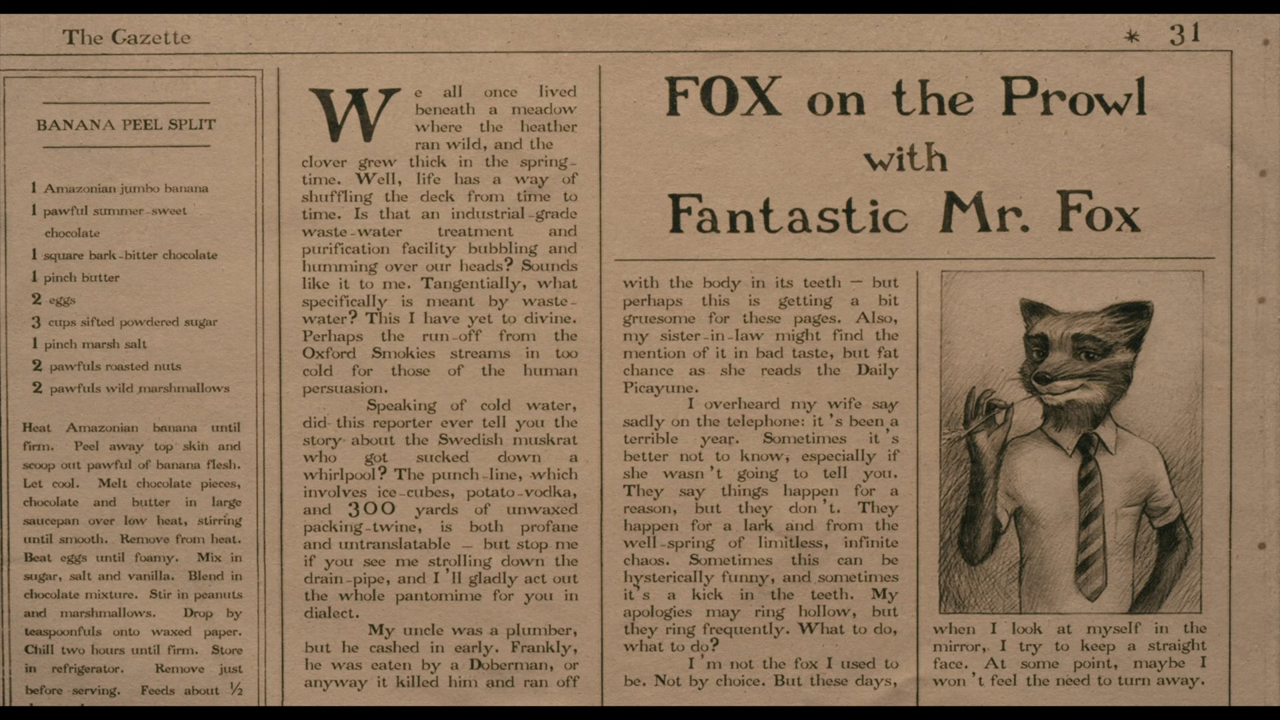 The Gazette
* 31
BANANA PEEL SPLIT
1 Amazonian jumbo banana
1 pawful summer-sweet
chocolate
1 square bark-bitter chocolate
1 pinch butter
2 eggs
3 cups sifted powdered sugar
1 pinch marsh salt
2 pawfuls roasted nuts
2 pawfuls wild marshmallows
Heat Amazonian banana until
firm. Peel away top skin and
scoop out pawful of banana flesh.
Let cool. Melt chocolate pieces,
chocolate and butter in large
saucepan over low heat, stirring
until smooth. Remove from heat.
Beat eggs until foamy. Mix in
sugar, salt and vanilla. Blend in
chocolate mixture. Stir in peanuts
and marshmallows. Drop by
teaspoonfuls onto waxed paper.
Chill two hours until firm. Store
in refrigerator. Remove just
before serving. Feeds about ½
FOX on the Prowl
with
Fantastic Mr. Fox
We all once lived
beneath a meadow
where the heather
ran wild, and the
clover grew thick in the spring-
time. Well, life has a way of
shuffling the deck from time to
time. Is that an industrial-grade
waste-water treatment and
purification facility bubbling and
humming over our heads? Sounds
like it to me. Tangentially, what
specifically is meant by waste-
water? This I have yet to divine.
Perhaps the run-off from the
Oxford Smokies streams in too
cold for those of the human
persuasion.
Speaking of cold water,
did this reporter ever tell you the
story about the Swedish muskrat
who got sucked down a
whirlpool? The punch-line, which
involves ice-cubes, potato-vodka,
and 300 yards of unwaxed
packing-twine, is both profane
and untranslatable — but stop me
if you see me strolling down the
drain-pipe, and I'll gladly act out
the whole pantomime for you in
dialect.
My uncle was a plumber,
but he cashed in early. Frankly,
he was eaten by a Doberman, or
anyway it killed him and ran off
with the body in its teeth — but
perhaps this is getting a bit
gruesome for these pages. Also,
my sister-in-law might find the
mention of it in bad taste, but fat
chance as she reads the Daily
Picayune.
I overheard my wife say
sadly on the telephone: it's been a
terrible year. Sometimes it's
better not to know, especially if
she wasn't going to tell you.
They say things happen for a
reason, but they don't. They
happen for a lark and from the
well-spring of limitless, infinite
chaos. Sometimes this can be
hysterically funny, and sometimes
it's a kick in the teeth. My
apologies may ring hollow, but
they ring frequently. What to do,
what to do?
I'm not the fox I used to
be. Not by choice. But these days,
when I look at myself in the
mirror, I try to keep a straight
face. At some point, maybe I
won't feel the need to turn away.